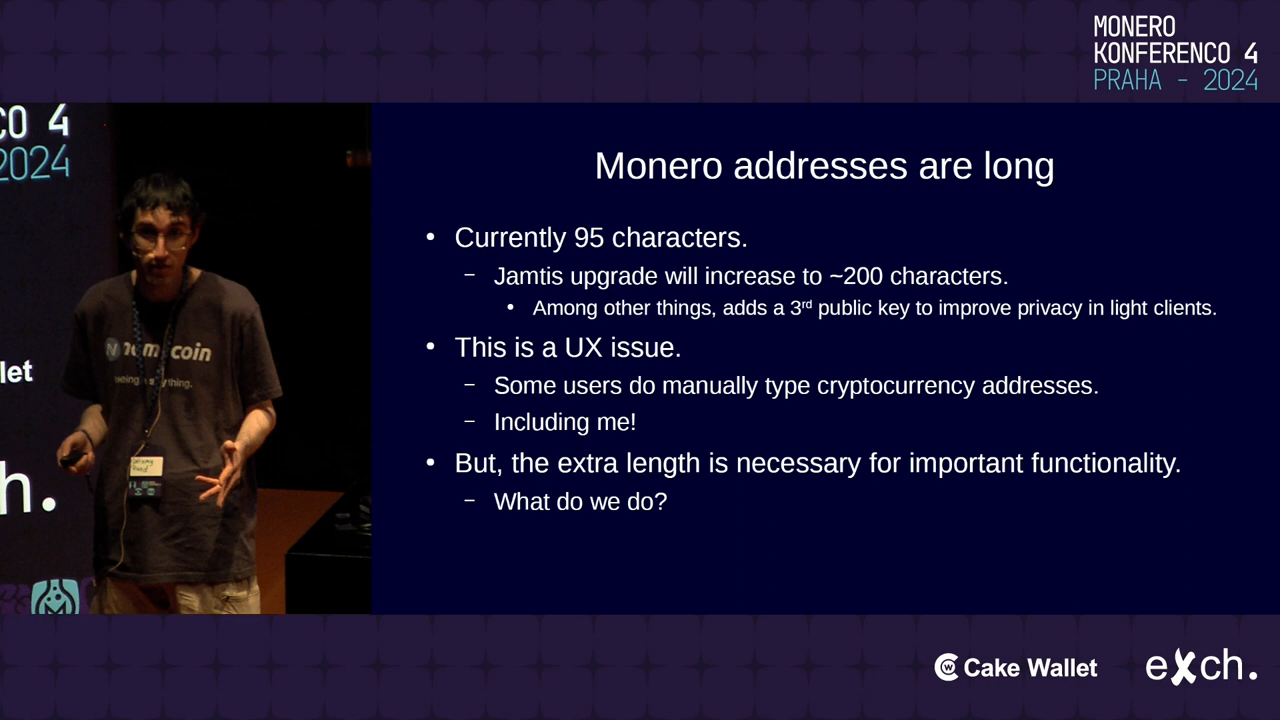 MONERO
KONFERENCO 4
PRAHA - 2024
CO 4
2024
let
ch.
Monero addresses are long
• Currently 95 characters.
– Jamtis upgrade will increase to ~200 characters.
• Among other things, adds a 3rd public key to improve privacy in light clients.
• This is a UX issue.
– Some users do manually type cryptocurrency addresses.
– Including me!
• But, the extra length is necessary for important functionality.
– What do we do?
Cake Wallet
exch.